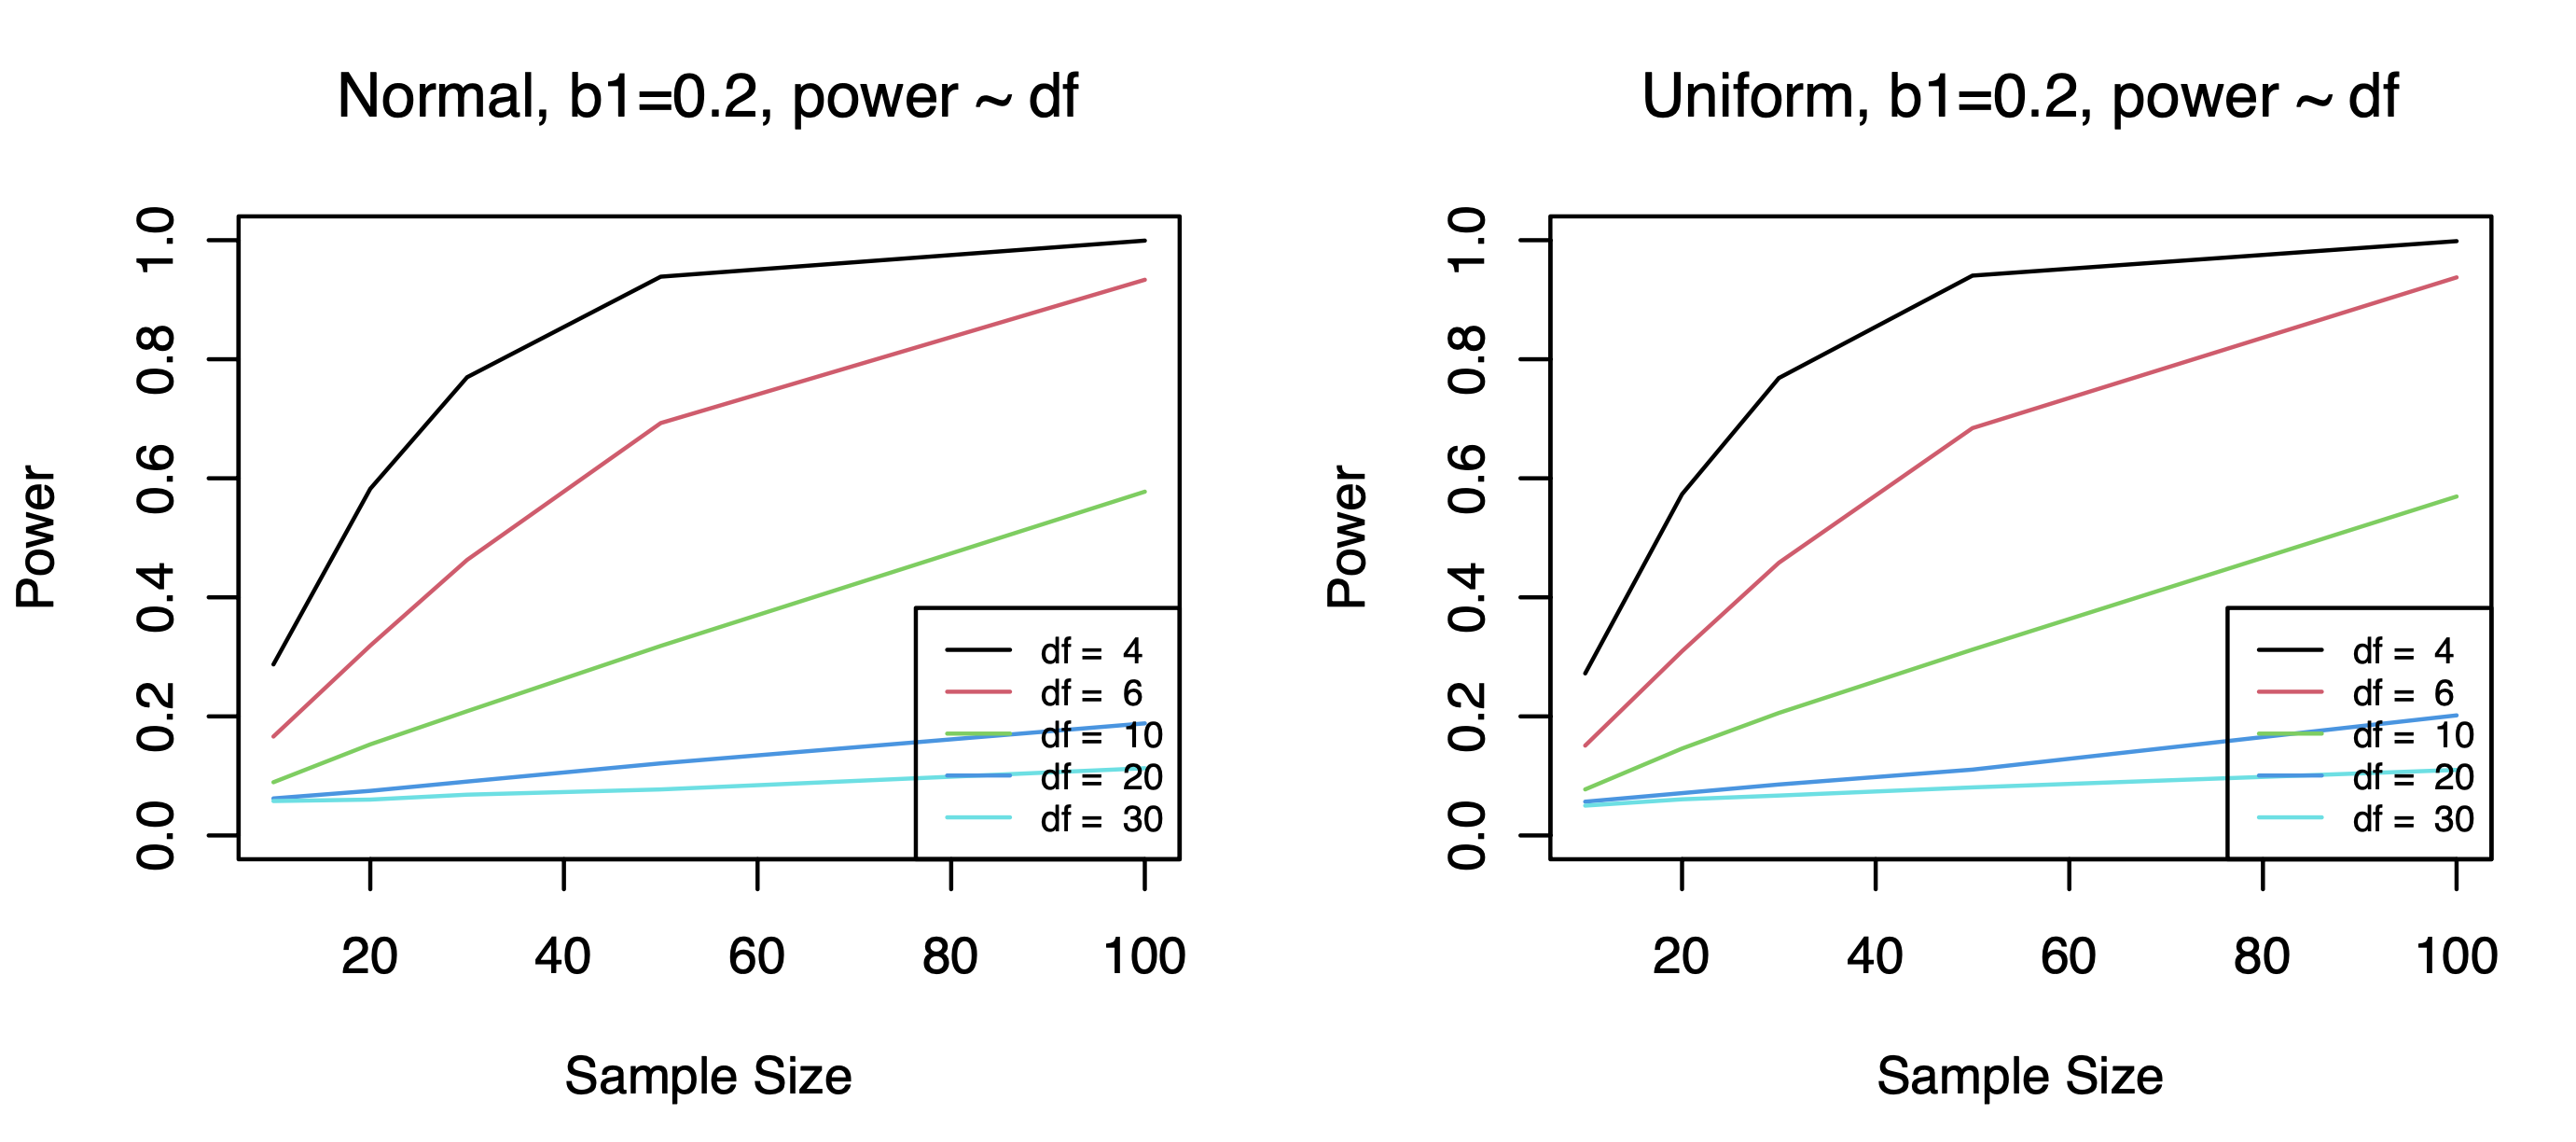 Normal, b1=0.2, power ~ df
Power
1.0
0.8
0.6
0.4
0.2
0.0
df = 4
df = 6
df = 10
df = 20
df = 30
20 40 60 80 100
Sample Size
Uniform, b1=0.2, power ~ df
Power
1.0
0.8
0.6
0.4
0.2
0.0
df = 4
df = 6
df = 10
df = 20
df = 30
20 40 60 80 100
Sample Size